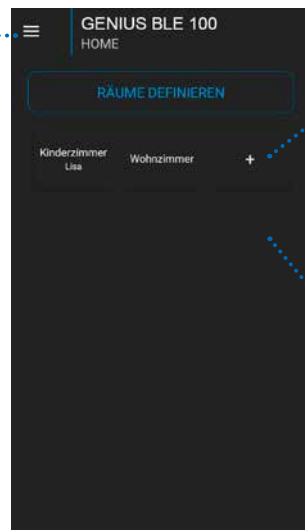 GENIUS BLE 100
HOME
RÄUME DEFINIEREN
Kinderzimmer
Lisa
Wohnzimmer
+